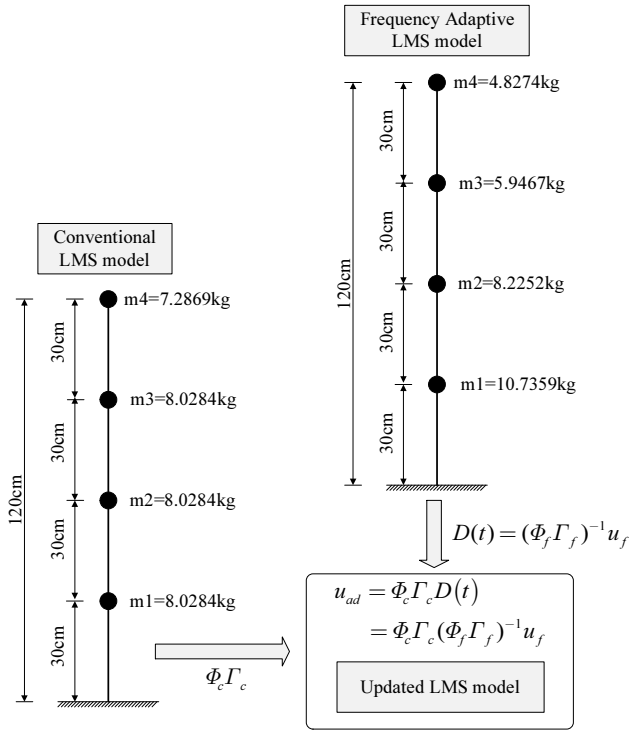 Frequency Adaptive
LMS model
m4=4.8274kg
30cm
m3=5.9467kg
30cm
120cm
m2=8.2252kg
30cm
m1=10.7359kg
30cm
Conventional
LMS model
m4=7.2869kg
30cm
m3=8.0284kg
30cm
120cm
m2=8.0284kg
30cm
m1=8.0284kg
30cm
Φ_c Γ_c
D(t) = (Φ_f Γ_f)^{-1} u_f
u_{ad} = Φ_c Γ_c D(t)
= Φ_c Γ_c (Φ_f Γ_f)^{-1} u_f
Updated LMS model